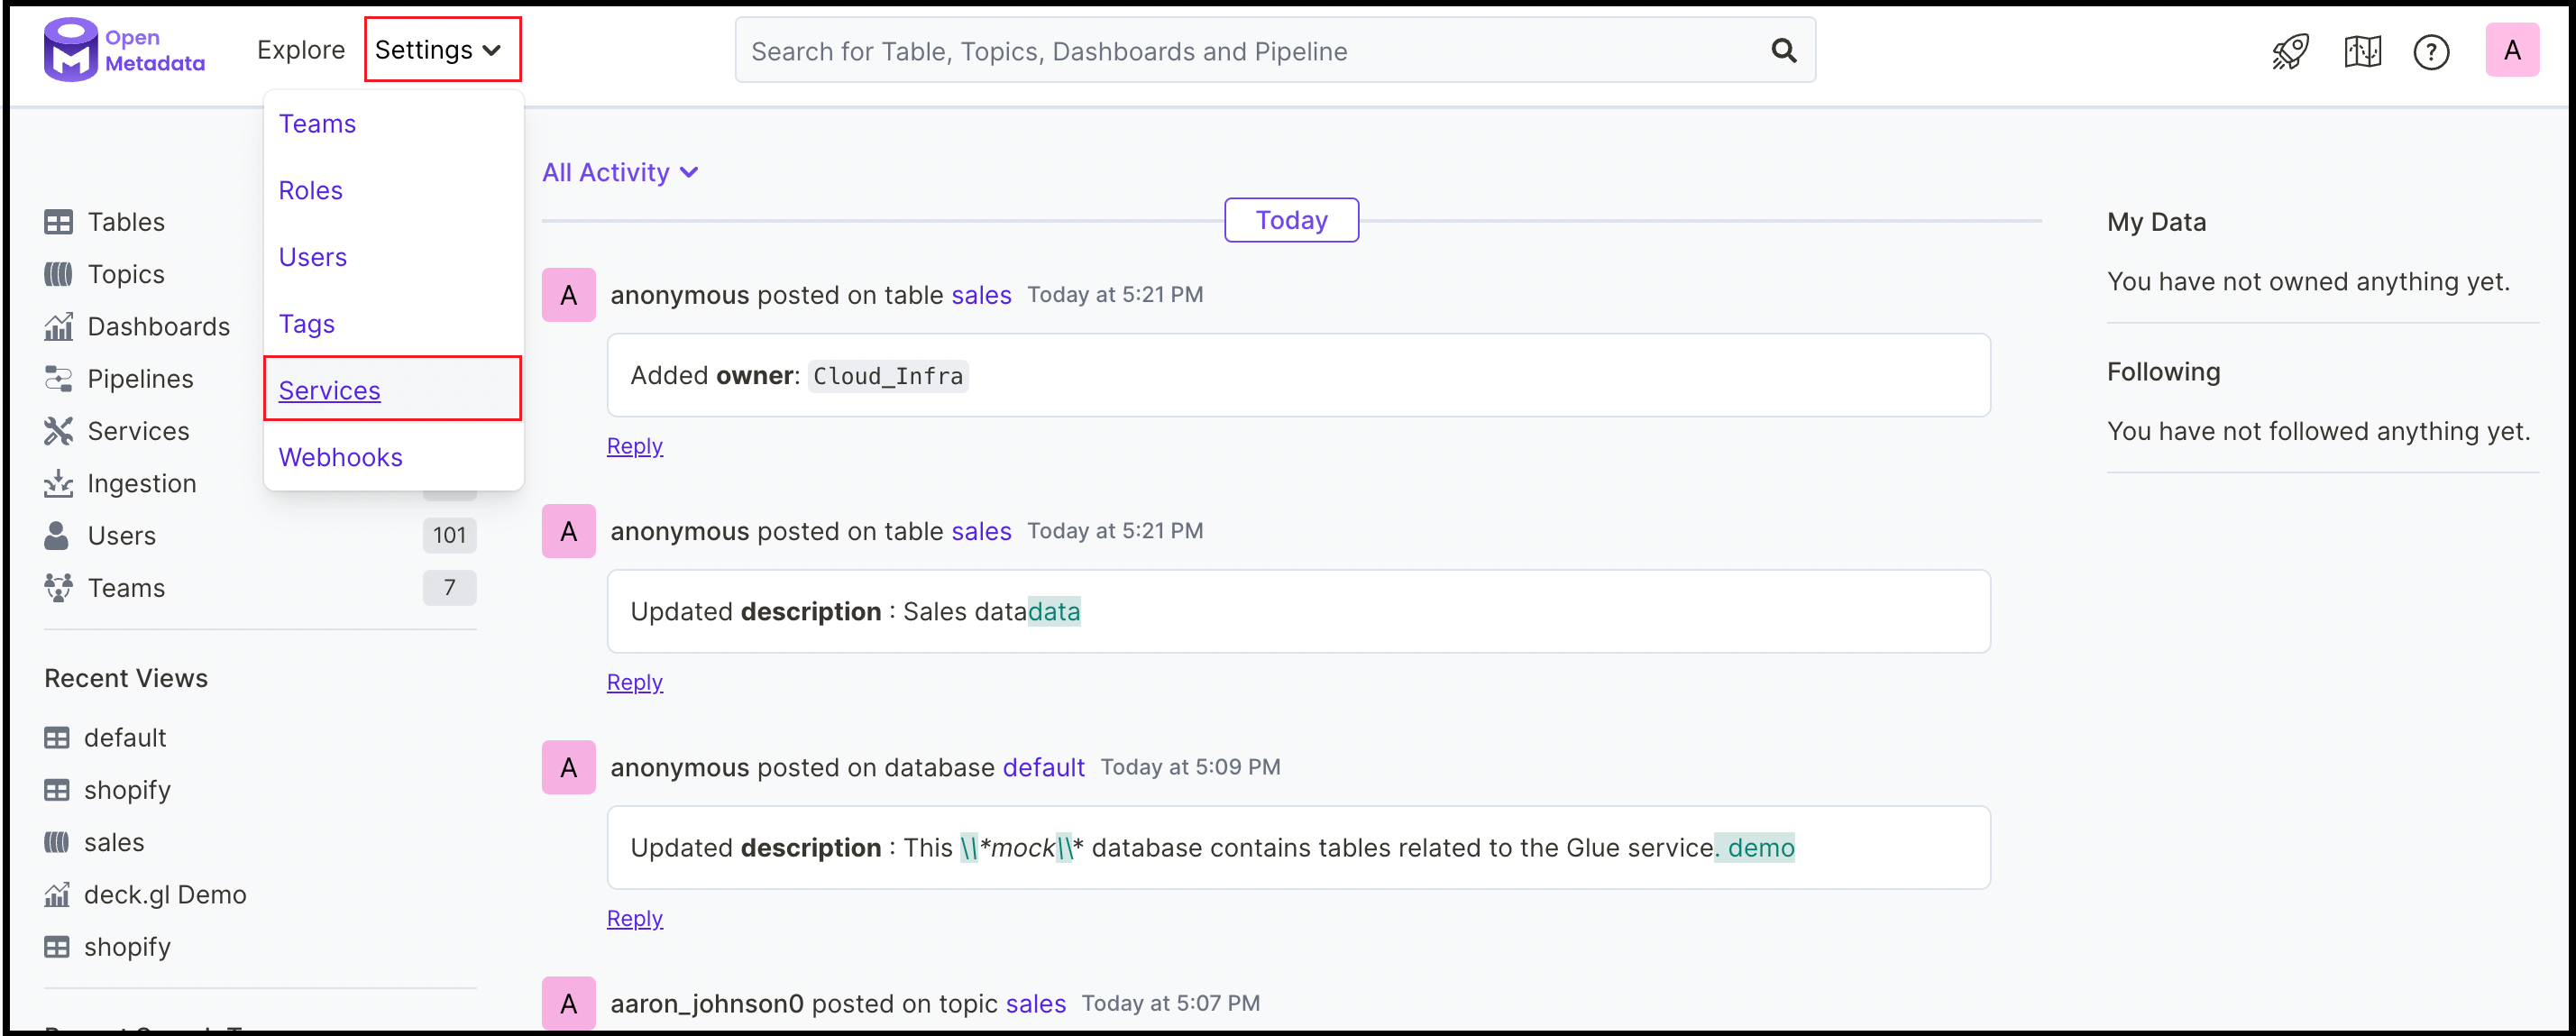 Open
Metadata
Explore
Settings
Search for Table, Topics, Dashboards and Pipeline
?
A
Teams
Roles
Users
Tags
Services
Webhooks
Tables
Topics
Dashboards
Pipelines
Services
Ingestion
Users 101
Teams 7
Recent Views
default
shopify
sales
deck.gl Demo
shopify
All Activity
Today
A anonymous posted on table sales Today at 5:21 PM
Added owner: Cloud_Infra
Reply
A anonymous posted on table sales Today at 5:21 PM
Updated description : Sales datadata
Reply
A anonymous posted on database default Today at 5:09 PM
Updated description : This \\*mock\\* database contains tables related to the Glue service. demo
Reply
A aaron_johnson0 posted on topic sales Today at 5:07 PM
My Data
You have not owned anything yet.
Following
You have not followed anything yet.